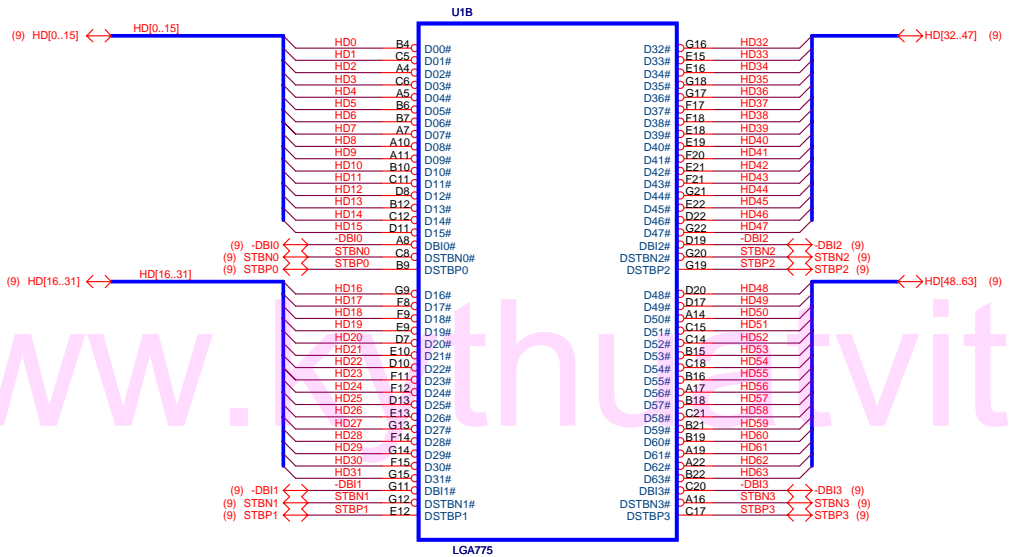 U1B
(9) HD[0..15] HD[0..15] HD[32..47] (9)
HD0 B4 D00# D32# G16 HD32
HD1 C5 D01# D33# E15 HD33
HD2 A4 D02# D34# E16 HD34
HD3 C6 D03# D35# G18 HD35
HD4 A5 D04# D36# G17 HD36
HD5 B6 D05# D37# F17 HD37
HD6 B7 D06# D38# F18 HD38
HD7 A7 D07# D39# E18 HD39
HD8 A10 D08# D40# E19 HD40
HD9 A11 D09# D41# F20 HD41
HD10 B10 D10# D42# E21 HD42
HD11 C11 D11# D43# F21 HD43
HD12 D8 D12# D44# G21 HD44
HD13 B12 D13# D45# E22 HD45
HD14 C12 D14# D46# D22 HD46
HD15 D11 D15# D47# G22 HD47
(9) -DBI0 -DBI0 A8 DBI0# DBI2# D19 -DBI2 -DBI2 (9)
(9) STBN0 STBN0 C8 DSTBN0# DSTBN2# G20 STBN2 STBN2 (9)
(9) STBP0 STBP0 B9 DSTBP0 DSTBP2 G19 STBP2 STBP2 (9)
(9) HD[16..31] HD[16..31] HD[48..63] (9)
HD16 G9 D16# D48# D20 HD48
HD17 F8 D17# D49# D17 HD49
HD18 F9 D18# D50# A14 HD50
HD19 E9 D19# D51# C15 HD51
HD20 D7 D20# D52# C14 HD52
HD21 E10 D21# D53# B15 HD53
HD22 D10 D22# D54# C18 HD54
HD23 F11 D23# D55# B16 HD55
HD24 F12 D24# D56# A17 HD56
HD25 D13 D25# D57# B18 HD57
HD26 E13 D26# D58# C21 HD58
HD27 G13 D27# D59# B21 HD59
HD28 F14 D28# D60# B19 HD60
HD29 G14 D29# D61# A19 HD61
HD30 F15 D30# D62# A22 HD62
HD31 G15 D31# D63# B22 HD63
(9) -DBI1 -DBI1 G11 DBI1# DBI3# C20 -DBI3 -DBI3 (9)
(9) STBN1 STBN1 G12 DSTBN1# DSTBN3# A16 STBN3 STBN3 (9)
(9) STBP1 STBP1 E12 DSTBP1 DSTBP3 C17 STBP3 STBP3 (9)
LGA775
ww.kythuatvit